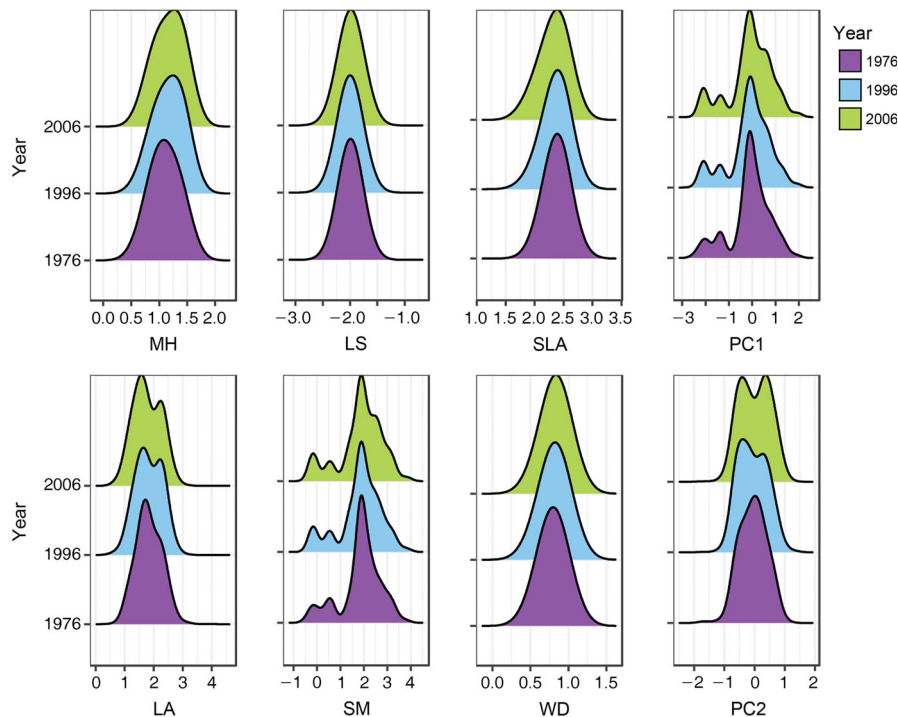 Year
1976
1996
2006
Year
2006
1996
1976
0.0 0.5 1.0 1.5 2.0
MH
−3.0 −2.0 −1.0
LS
1.0 1.5 2.0 2.5 3.0 3.5
SLA
−3 −2 0 2
PC1
Year
2006
1996
1976
0 1 2 3 4
LA
−1 0 1 2 3 4
SM
0.0 0.5 1.0 1.5
WD
−2 −1 0 1 2
PC2